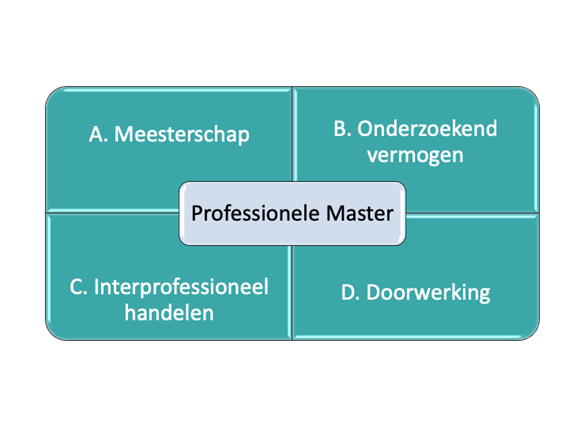 A. Meesterschap
B. Onderzoekend
vermogen
Professionele Master
C. Interprofessioneel
handelen
D. Doorwerking